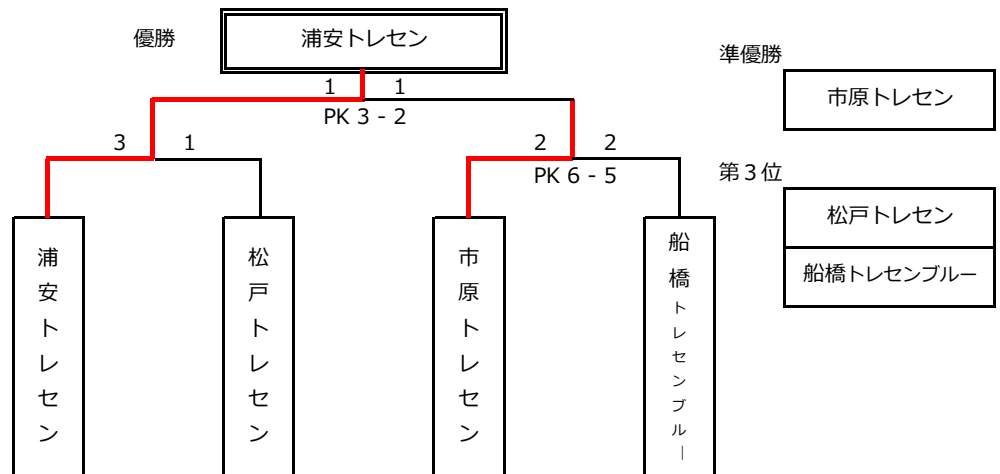 優勝
浦安トレセン
準優勝
市原トレセン
1 1
PK 3 - 2
3 1
2 2
PK 6 - 5
第３位
松戸トレセン
船橋トレセンブルー
浦安トレセン
松戸トレセン
市原トレセン
船橋トレセンブルー